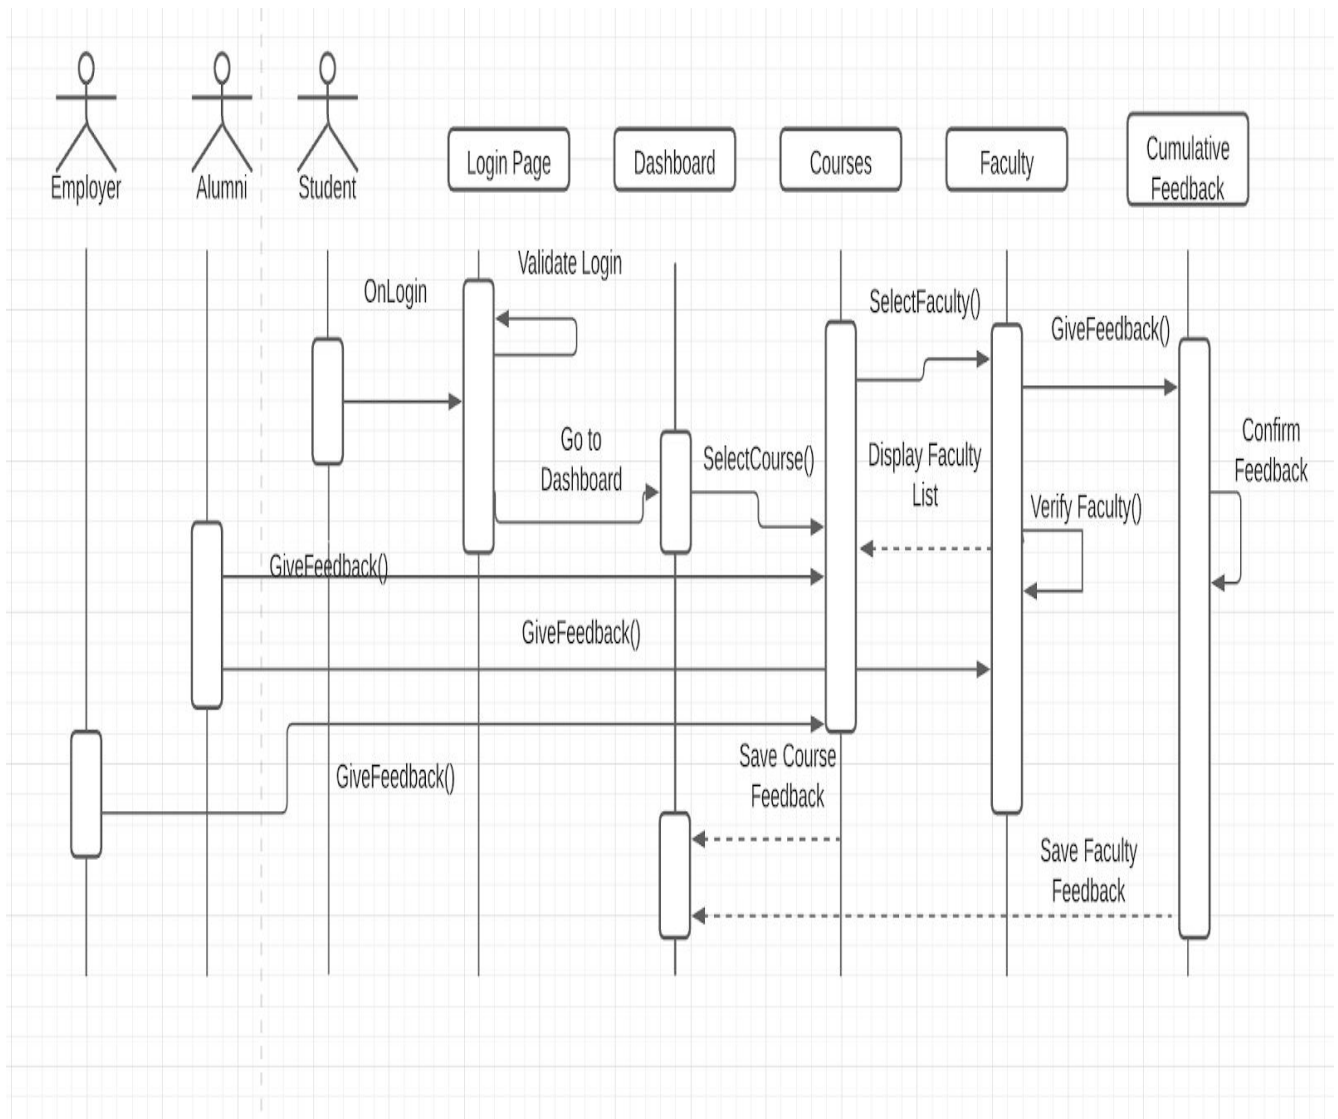 Employer
Alumni
Student
Login Page
Dashboard
Courses
Faculty
Cumulative
Feedback
Validate Login
OnLogin
SelectFaculty()
GiveFeedback()
Go to
Dashboard
SelectCourse()
Display Faculty
List
Confirm
Feedback
Verify Faculty()
GiveFeedback()
GiveFeedback()
GiveFeedback()
Save Course
Feedback
Save Faculty
Feedback